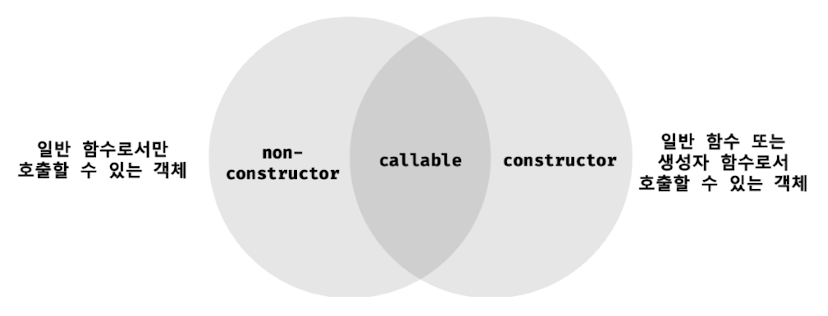 일반 함수로서만
호출할 수 있는 객체
non-
constructor
callable
constructor
일반 함수 또는
생성자 함수로서
호출할 수 있는 객체